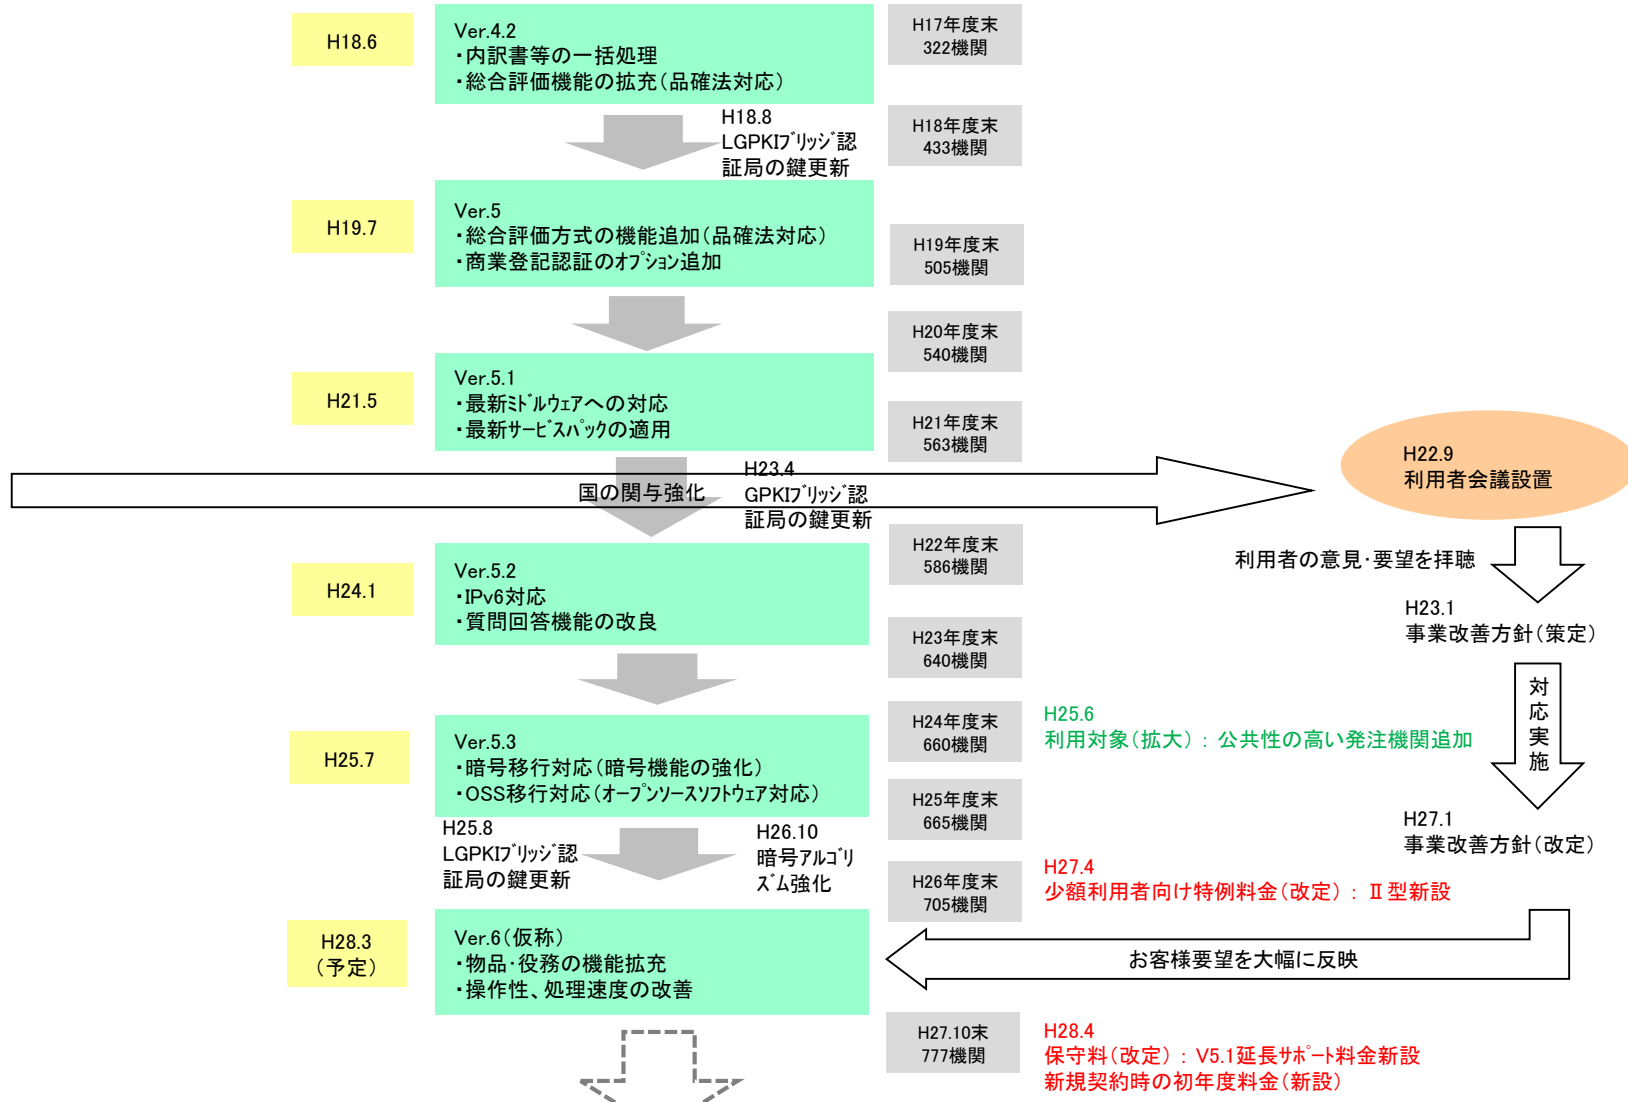 H18.6
Ver.4.2
・内訳書等の一括処理
・総合評価機能の拡充（品確法対応）
H17年度末
322機関
H18.8
LGPKIﾌﾞﾘｯｼﾞ認
証局の鍵更新
H18年度末
433機関
H19.7
Ver.5
・総合評価方式の機能追加（品確法対応）
・商業登記認証のｵﾌﾟｼｮﾝ追加
H19年度末
505機関
H20年度末
540機関
H21.5
Ver.5.1
・最新ﾐﾄﾞﾙｳｪｱへの対応
・最新ｻｰﾋﾞｽﾊﾟｯｸの適用
H21年度末
563機関
国の関与強化
H23.4
GPKIﾌﾞﾘｯｼﾞ認
証局の鍵更新
H22.9
利用者会議設置
H22年度末
586機関
利用者の意見・要望を拝聴
H24.1
Ver.5.2
・IPv6対応
・質問回答機能の改良
H23.1
事業改善方針（策定）
H23年度末
640機関
対応実施
H25.7
Ver.5.3
・暗号移行対応（暗号機能の強化）
・OSS移行対応（ｵｰﾌﾟﾝｿｰｽｿﾌﾄｳｪｱ対応）
H24年度末
660機関
H25.6
利用対象（拡大）：公共性の高い発注機関追加
H25年度末
665機関
H25.8
LGPKIﾌﾞﾘｯｼﾞ認
証局の鍵更新
H26.10
暗号ｱﾙｺﾞﾘ
ｽﾞﾑ強化
H27.1
事業改善方針（改定）
H26年度末
705機関
H27.4
少額利用者向け特例料金（改定）：Ⅱ型新設
H28.3
（予定）
Ver.6（仮称）
・物品・役務の機能拡充
・操作性、処理速度の改善
お客様要望を大幅に反映
H27.10末
777機関
H28.4
保守料（改定）：V5.1延長ｻﾎﾟｰﾄ料金新設
新規契約時の初年度料金（新設）